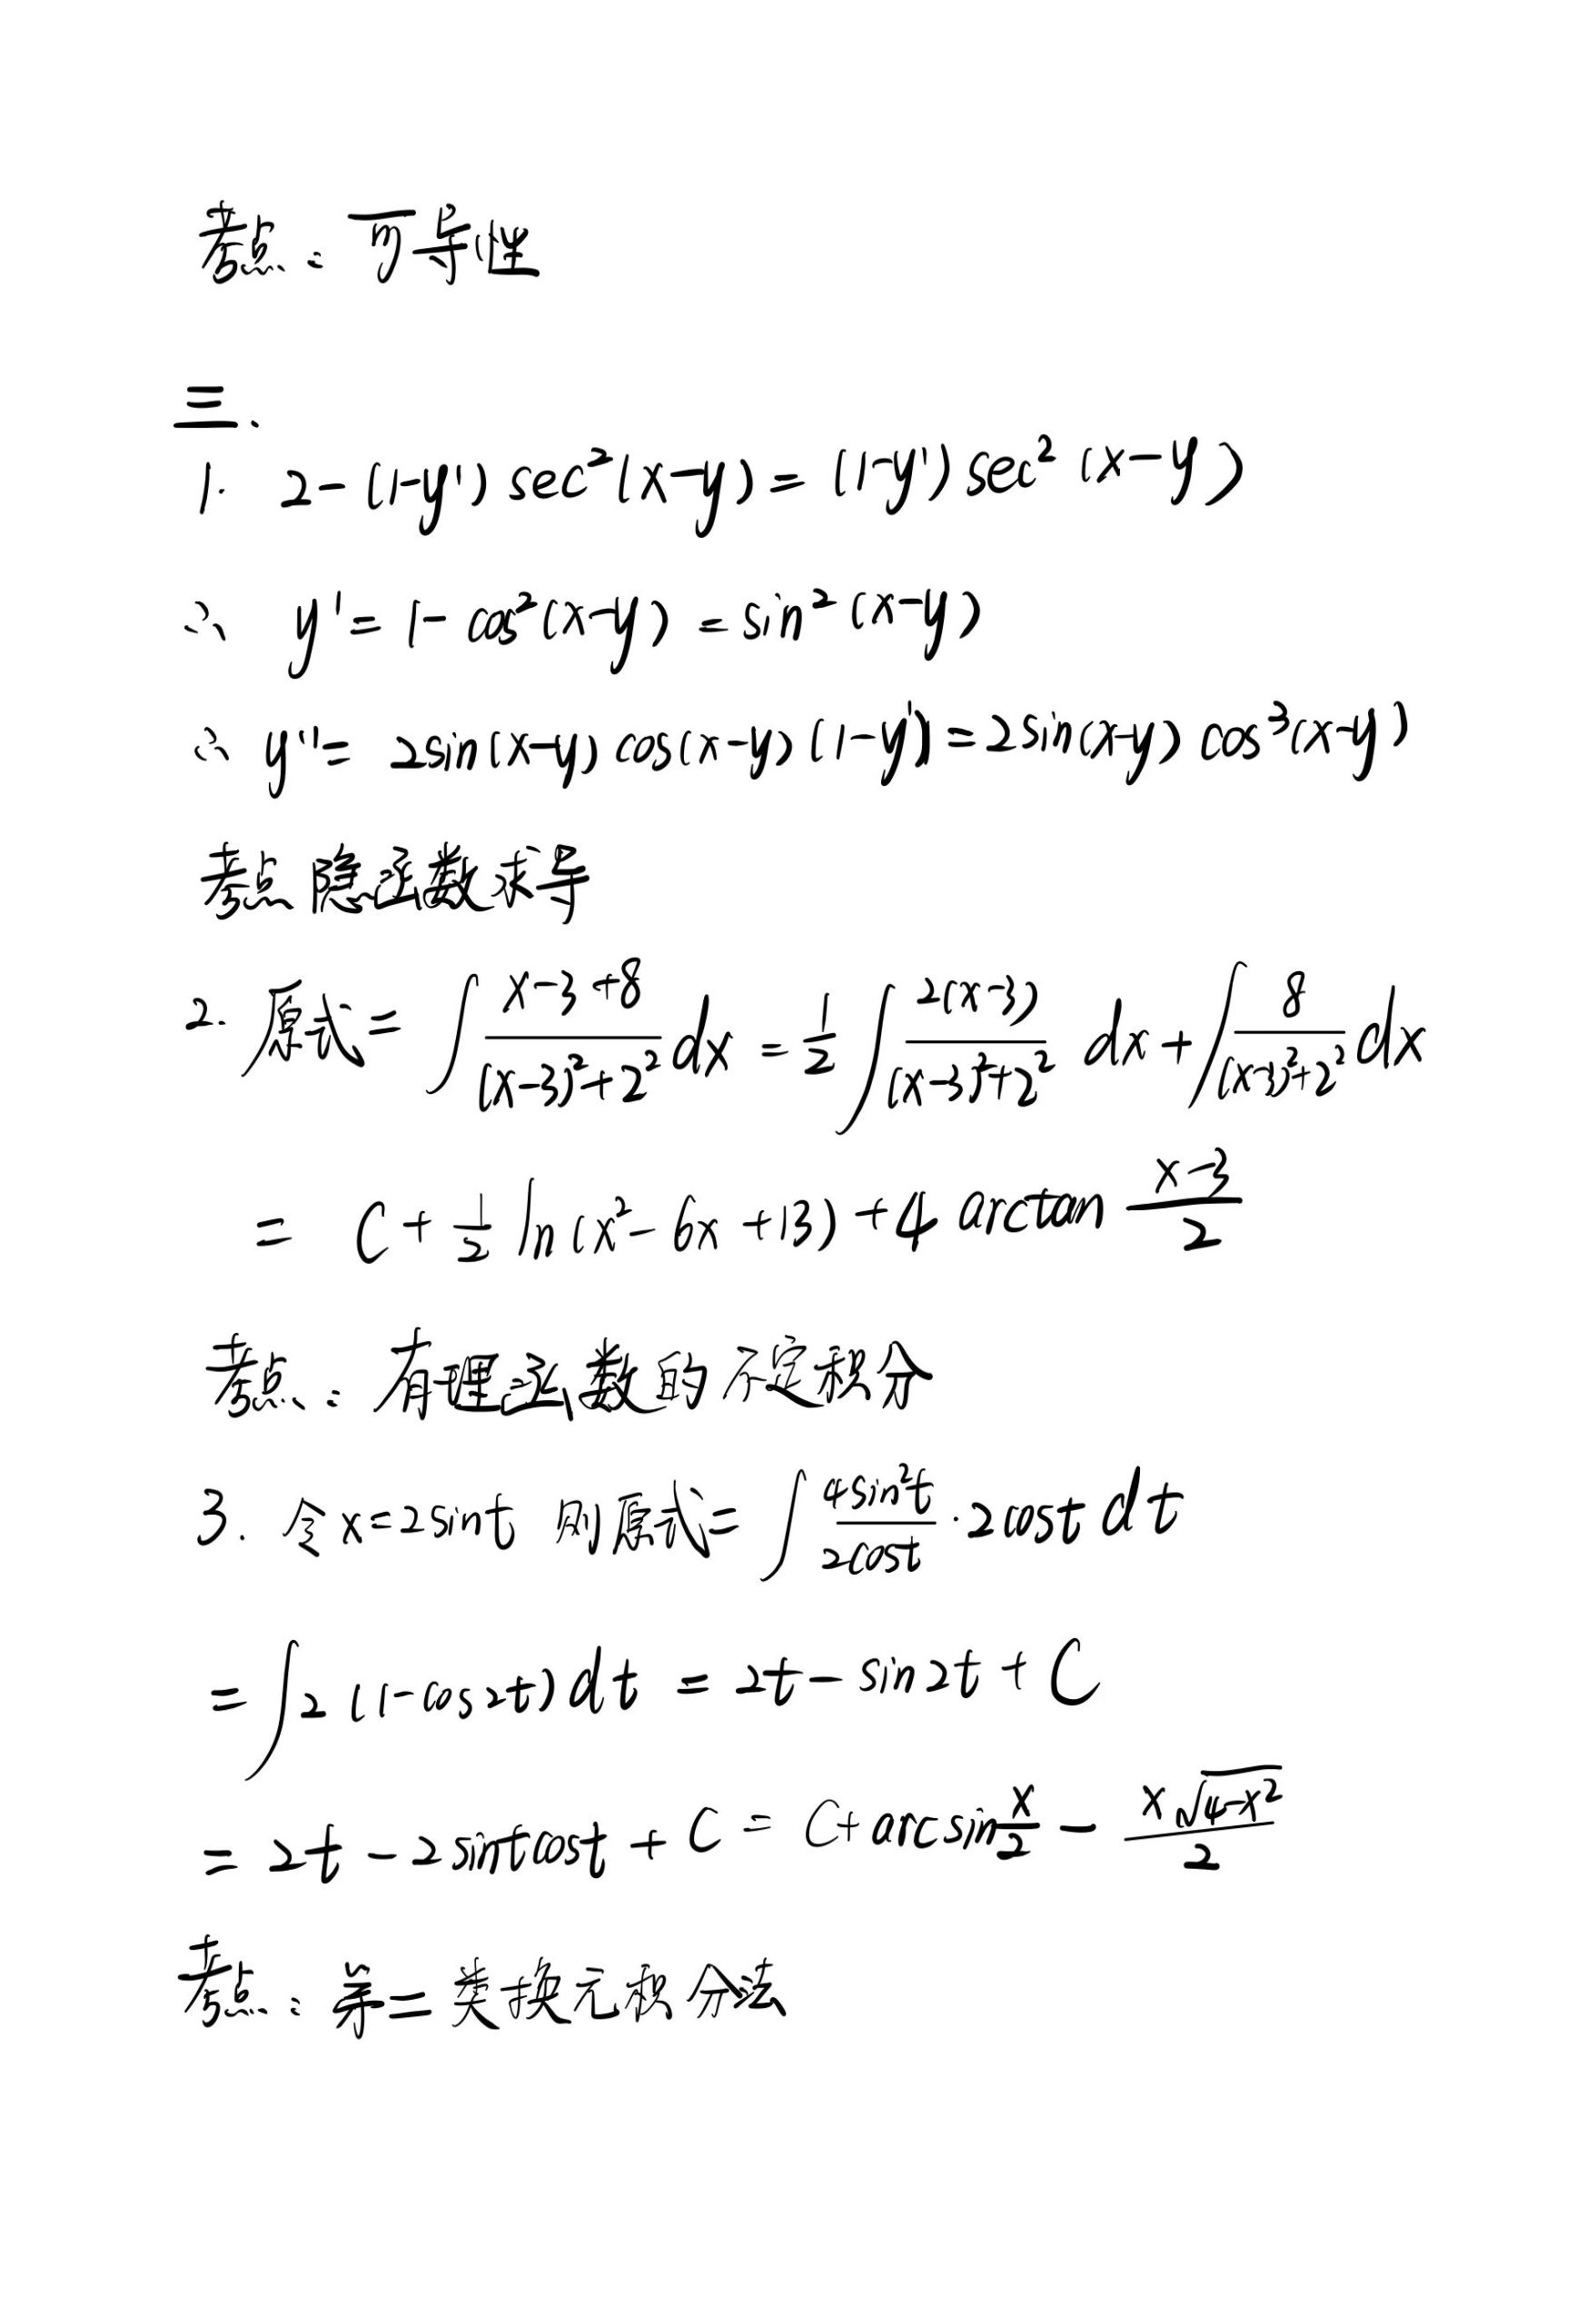 考点：可导性
三、
1. 2-(1-y')sec²(x-y)=(1-y')sec²(x-y)
∴ y'=1-cos²(x-y)=sin²(x-y)
∴ y''=2sin(x-y)cos(x-y)(1-y')=2sin(x-y)cos³(x-y)
考点 隐函数求导
2. 原式=∫(x-3+8)/((x-3)²+2²)dx=1/2∫2(x-3)/((x-3)²+2²)dx+∫8/((x-3)²+2²)dx
=C+1/2 ln(x²-6x+13)+4arctan (x-3)/2
考点：有理函数的不定积分
3. 令x=2sint 则原式=∫4sin²t/2cost·2cost dt
=∫2(1-cos2t)dt=2t-sin2t+C
=2t-2sintcost+C=C+arcsin x/2 - x√(4-x²)/2
考点：第二类换元积分法